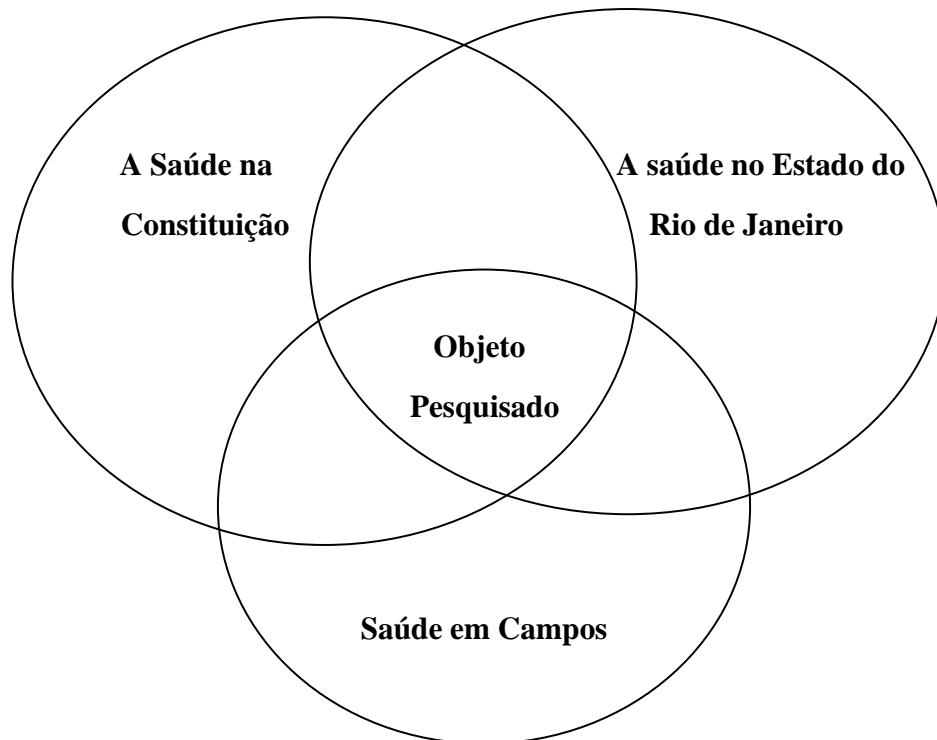 A Saúde na
Constituição
A saúde no Estado do
Rio de Janeiro
Objeto
Pesquisado
Saúde em Campos